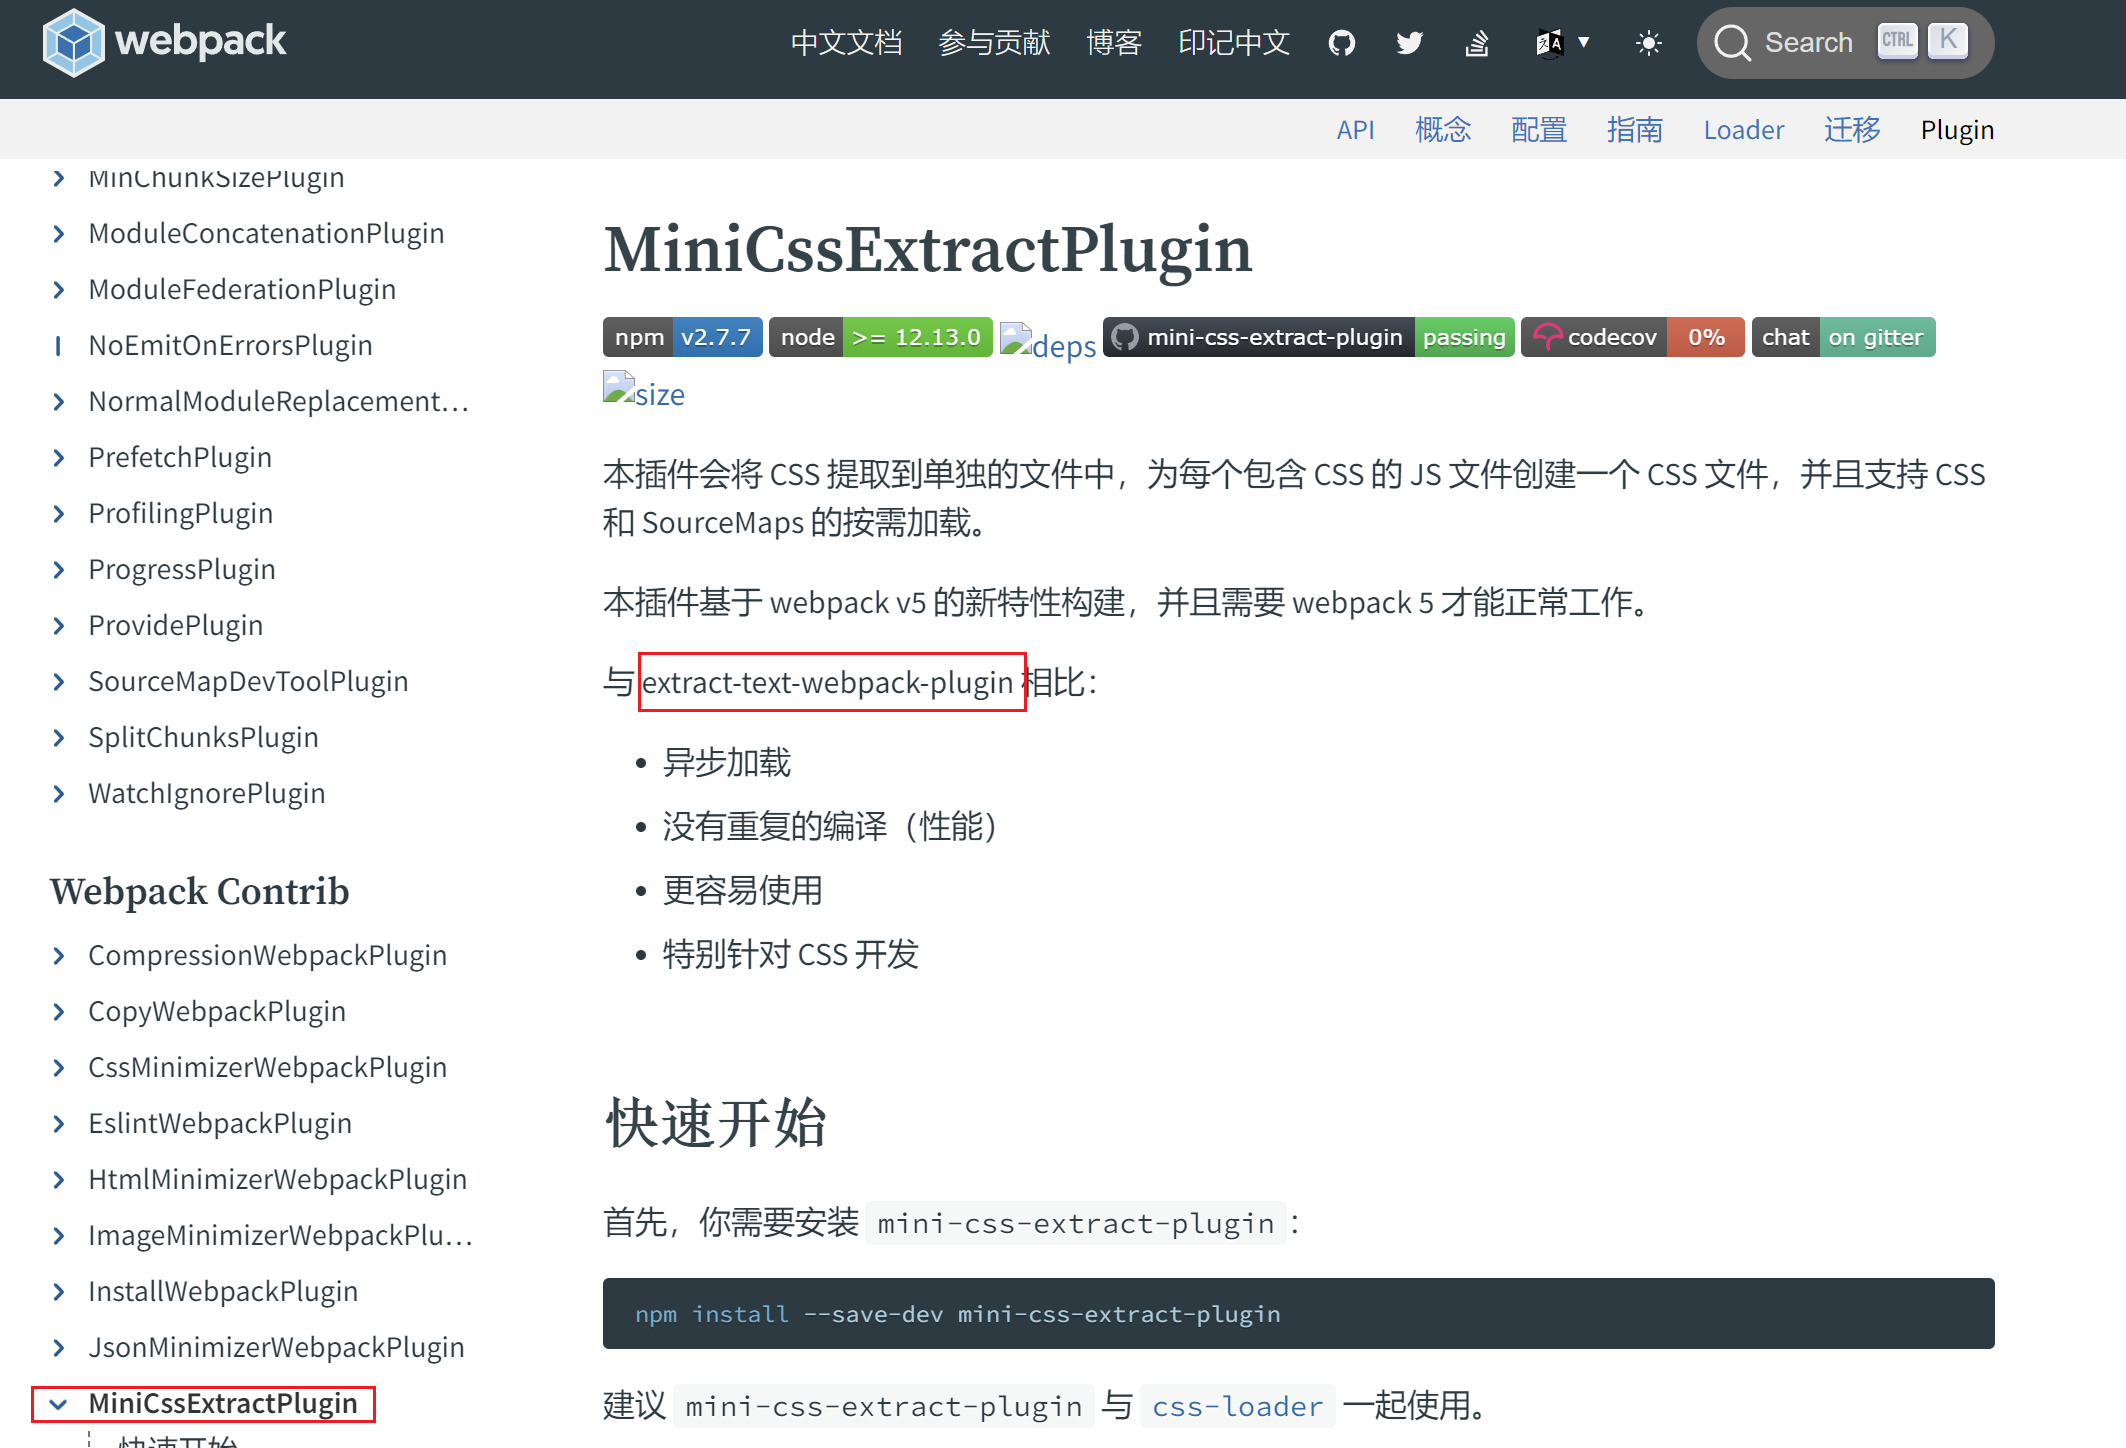 webpack
中文文档 参与贡献 博客 印记中文 Search CTRL K
API 概念 配置 指南 Loader 迁移 Plugin
MinChunkSizePlugin
ModuleConcatenationPlugin
ModuleFederationPlugin
NoEmitOnErrorsPlugin
NormalModuleReplacement…
PrefetchPlugin
ProfilingPlugin
ProgressPlugin
ProvidePlugin
SourceMapDevToolPlugin
SplitChunksPlugin
WatchIgnorePlugin
Webpack Contrib
CompressionWebpackPlugin
CopyWebpackPlugin
CssMinimizerWebpackPlugin
EslintWebpackPlugin
HtmlMinimizerWebpackPlugin
ImageMinimizerWebpackPlu…
InstallWebpackPlugin
JsonMinimizerWebpackPlugin
MiniCssExtractPlugin
快速开始
MiniCssExtractPlugin
npm v2.7.7 node >= 12.13.0 deps mini-css-extract-plugin passing codecov 0% chat on gitter
size
本插件会将 CSS 提取到单独的文件中，为每个包含 CSS 的 JS 文件创建一个 CSS 文件，并且支持 CSS
和 SourceMaps 的按需加载。
本插件基于 webpack v5 的新特性构建，并且需要 webpack 5 才能正常工作。
与 extract-text-webpack-plugin 相比：
• 异步加载
• 没有重复的编译（性能）
• 更容易使用
• 特别针对 CSS 开发
快速开始
首先，你需要安装 mini-css-extract-plugin：
npm install --save-dev mini-css-extract-plugin
建议 mini-css-extract-plugin 与 css-loader 一起使用。